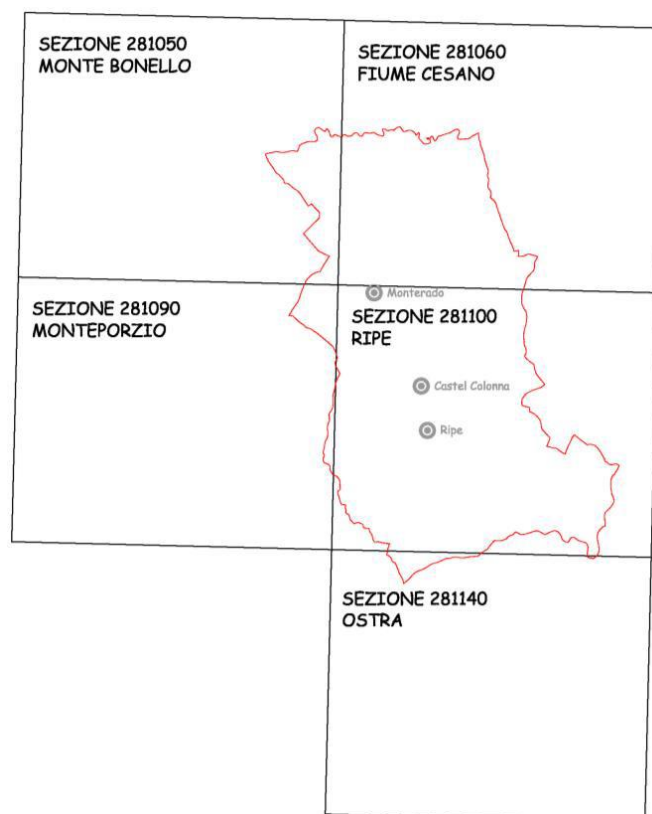 SEZIONE 281050
MONTE BONELLO
SEZIONE 281060
FIUME CESANO
SEZIONE 281090
MONTEPORZIO
Monterado
SEZIONE 281100
RIPE
Castel Colonna
Ripe
SEZIONE 281140
OSTRA